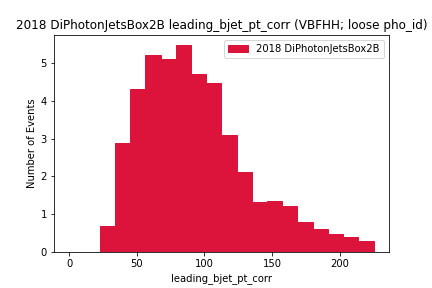 2018 DiPhotonJetsBox2B leading_bjet_pt_corr (VBFHH; loose pho_id)
2018 DiPhotonJetsBox2B
Number of Events
5
4
3
2
1
0
0 50 100 150 200
leading_bjet_pt_corr